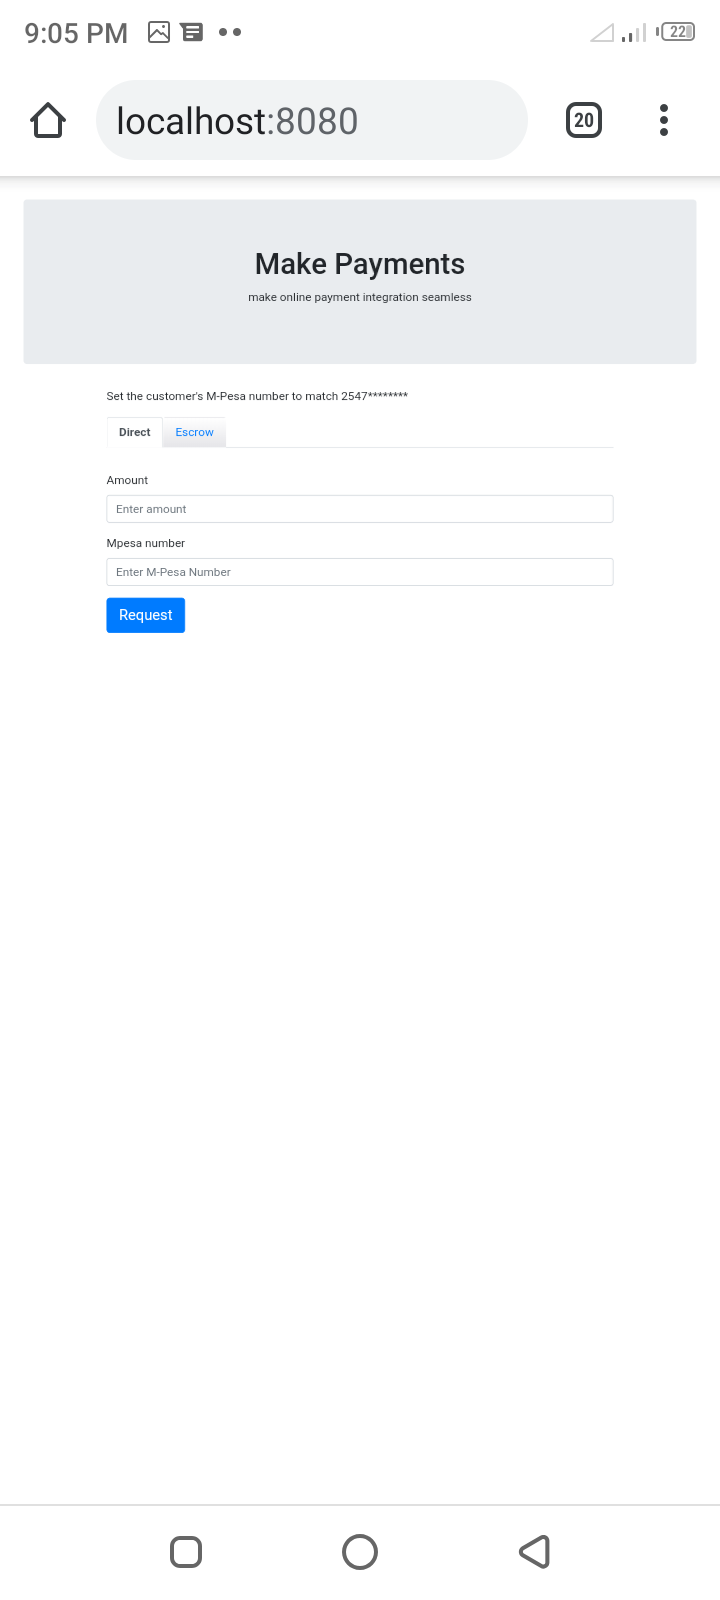 9:05 PM
22
localhost:8080
20
Make Payments
make online payment integration seamless
Set the customer's M-Pesa number to match 2547********
Direct
Escrow
Amount
Enter amount
Mpesa number
Enter M-Pesa Number
Request